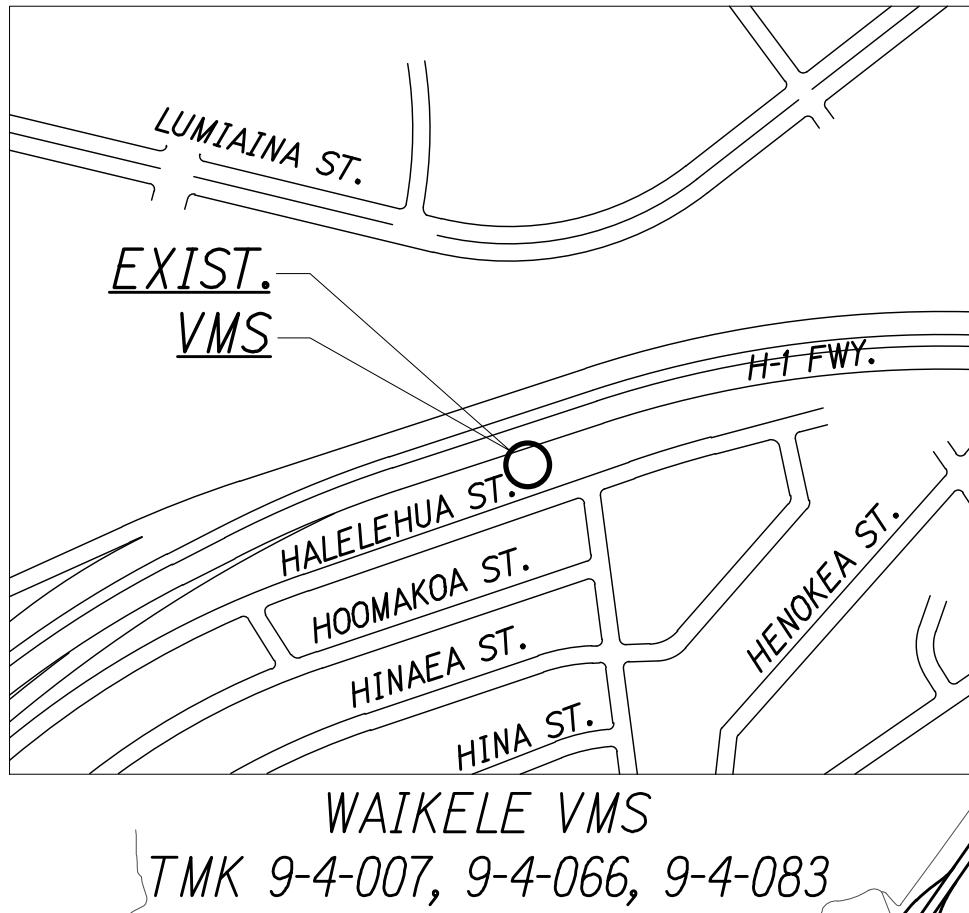 LUMIAINA ST.
EXIST.
VMS
H-1 FWY.
HALELEHUA ST.
HOOMAKOA ST.
HENOKEA ST.
HINAEA ST.
HINA ST.
WAIKELE VMS
TMK 9-4-007, 9-4-066, 9-4-083